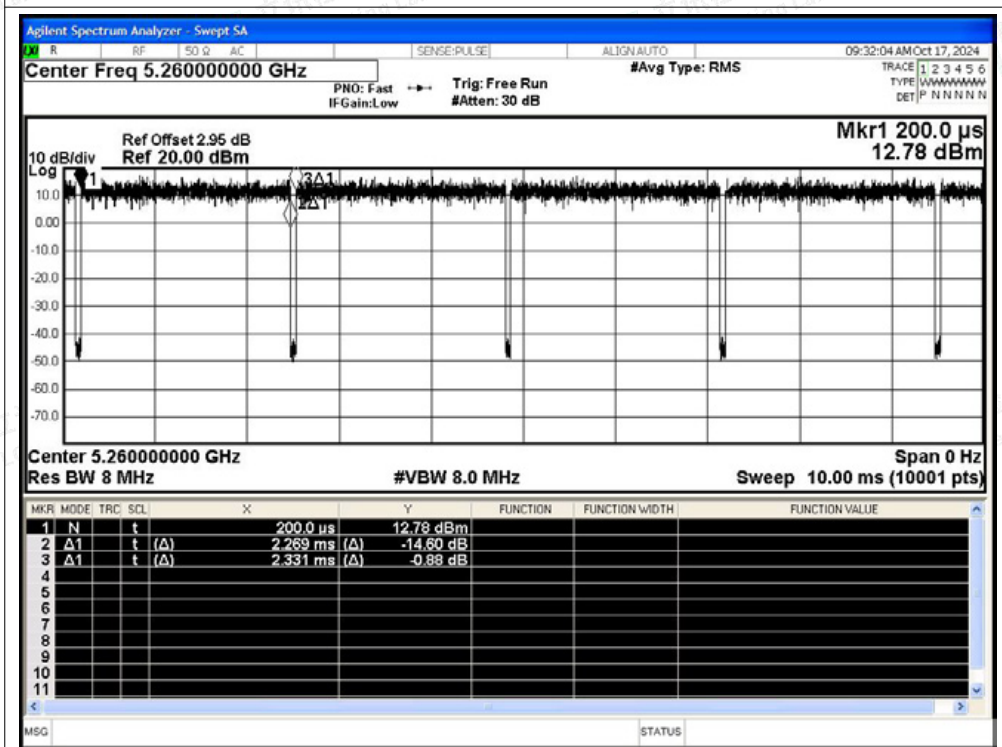 Agilent Spectrum Analyzer - Swept SA
R RF 50 Ω AC SENSE:PULSE ALIGN AUTO 09:32:04 AM Oct 17, 2024
Center Freq 5.260000000 GHz
PNO: Fast
IFGain:Low
Trig: Free Run
#Atten: 30 dB
#Avg Type: RMS
TRACE 1 2 3 4 5 6
TYPE WWWWWW
DET P N N N N N
Mkr1 200.0 µs
12.78 dBm
Ref Offset 2.95 dB
10 dB/div Ref 20.00 dBm
Log
1
3Δ1
2Δ1
10.0
0.00
-10.0
-20.0
-30.0
-40.0
-50.0
-60.0
-70.0
Center 5.260000000 GHz Span 0 Hz
Res BW 8 MHz #VBW 8.0 MHz Sweep 10.00 ms (10001 pts)
MKR MODE TRC SCL X Y FUNCTION FUNCTION WIDTH FUNCTION VALUE
1 N t 200.0 µs 12.78 dBm
2 Δ1 t (Δ) 2.269 ms (Δ) -14.60 dB
3 Δ1 t (Δ) 2.331 ms (Δ) -0.88 dB
4
5
6
7
8
9
10
11
MSG STATUS